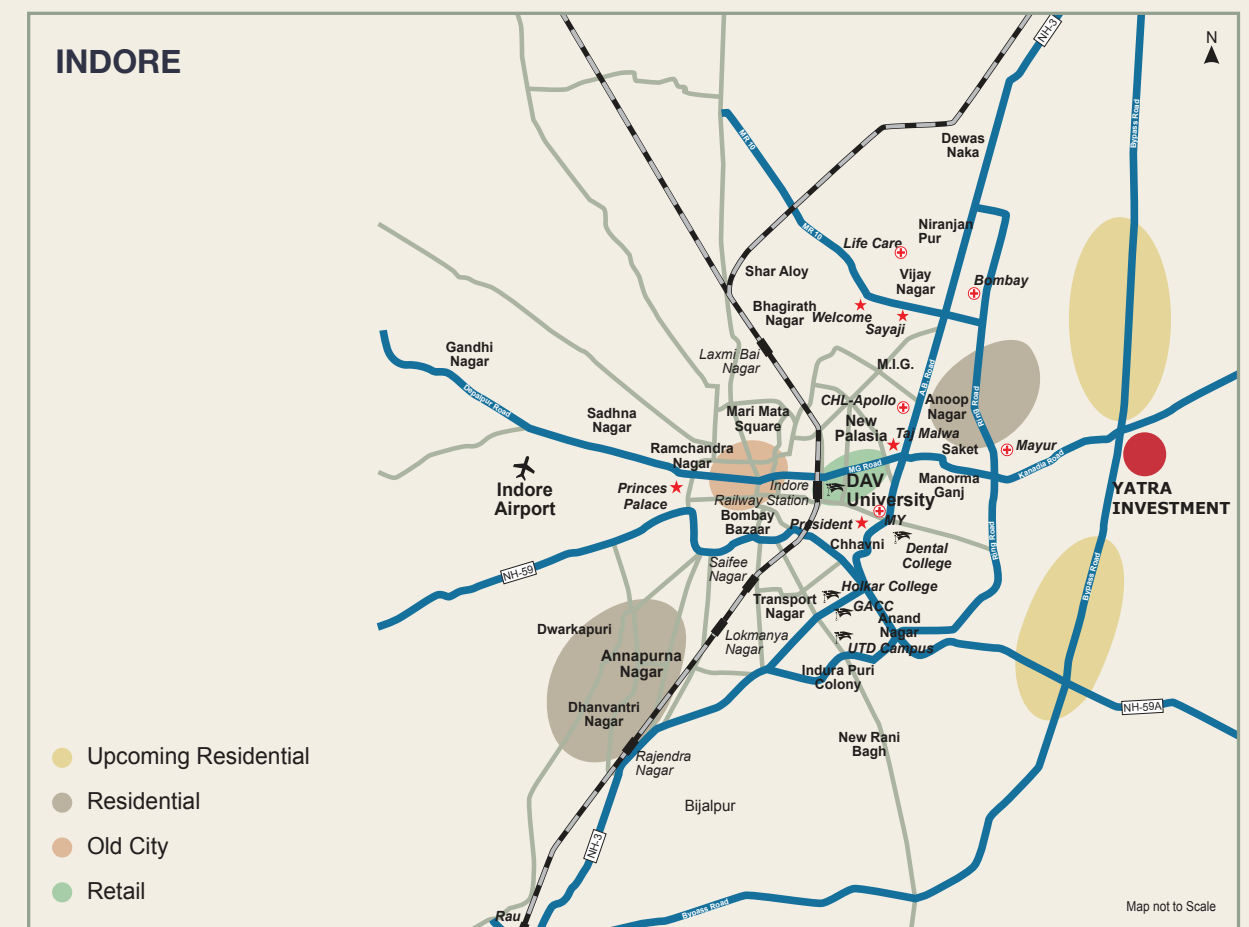 INDORE
N
NH-3
Bypass Road
MR 10
Dewas
Naka
MR 10
Niranjan
Pur
Life Care
Shar Aloy
Vijay
Nagar
Bombay
Bhagirath
Nagar
Welcome
Sayaji
Gandhi
Nagar
Laxmi Bai
Nagar
M.I.G.
A.B. Road
Depalpur Road
CHL-Apollo
Anoop
Nagar
Ring Road
Sadhna
Nagar
Mari Mata
Square
New
Palasia
Taj Malwa
Ramchandra
Nagar
Saket
Mayur
MG Road
Kanadia Road
Indore
Airport
Princes
Palace
Indore
Railway Station
DAV
University
Manorma
Ganj
YATRA
INVESTMENT
Bombay
Bazaar
President
MY
Chhavni
Dental
College
Ring Road
NH-59
Saifee
Nagar
Bypass Road
Holkar College
Transport
Nagar
GACC
Anand
Nagar
Dwarkapuri
Lokmanya
Nagar
UTD Campus
Annapurna
Nagar
Indura Puri
Colony
Dhanvantri
Nagar
NH-59A
New Rani
Bagh
Rajendra
Nagar
Upcoming Residential
Residential
Bijalpur
Old City
NH-3
Retail
Bypass Road
Rau
Map not to Scale